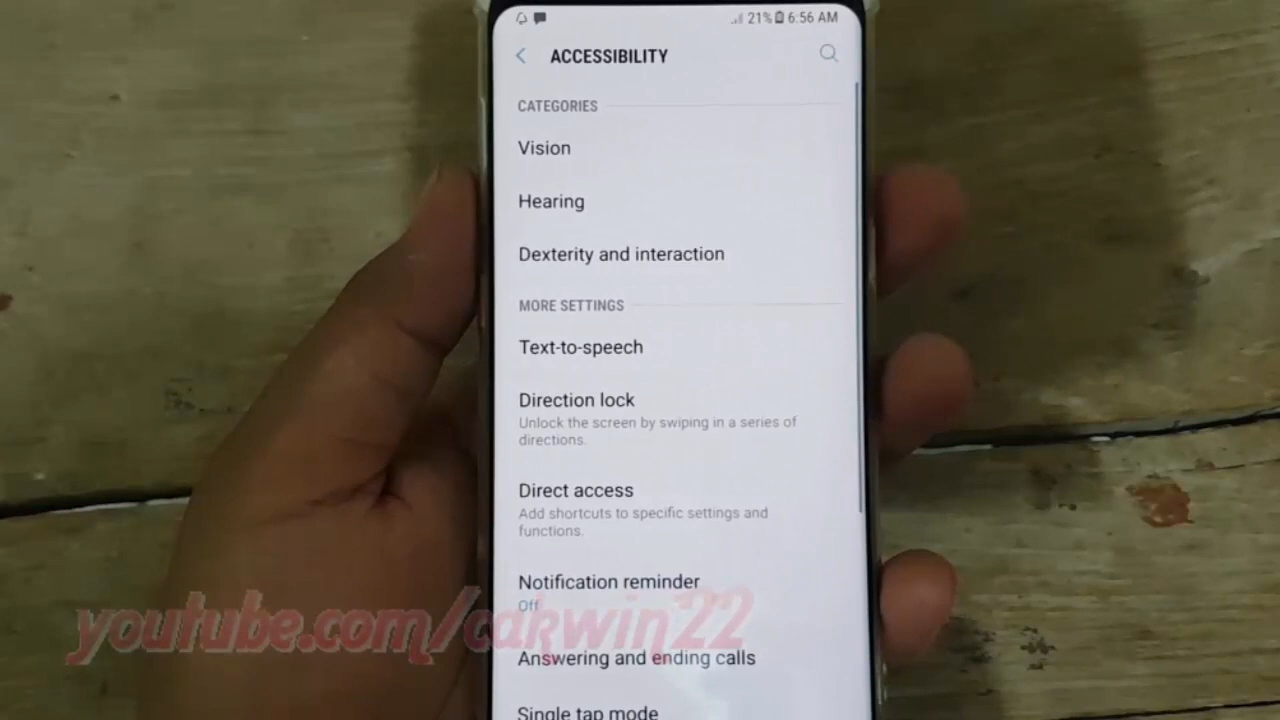 21% 6:56 AM
ACCESSIBILITY
CATEGORIES
Vision
Hearing
Dexterity and interaction
MORE SETTINGS
Text-to-speech
Direction lock
Unlock the screen by swiping in a series of
directions.
Direct access
Add shortcuts to specific settings and
functions.
Notification reminder
Off
youtube.com/cakwin22
Answering and ending calls
Single tap mode